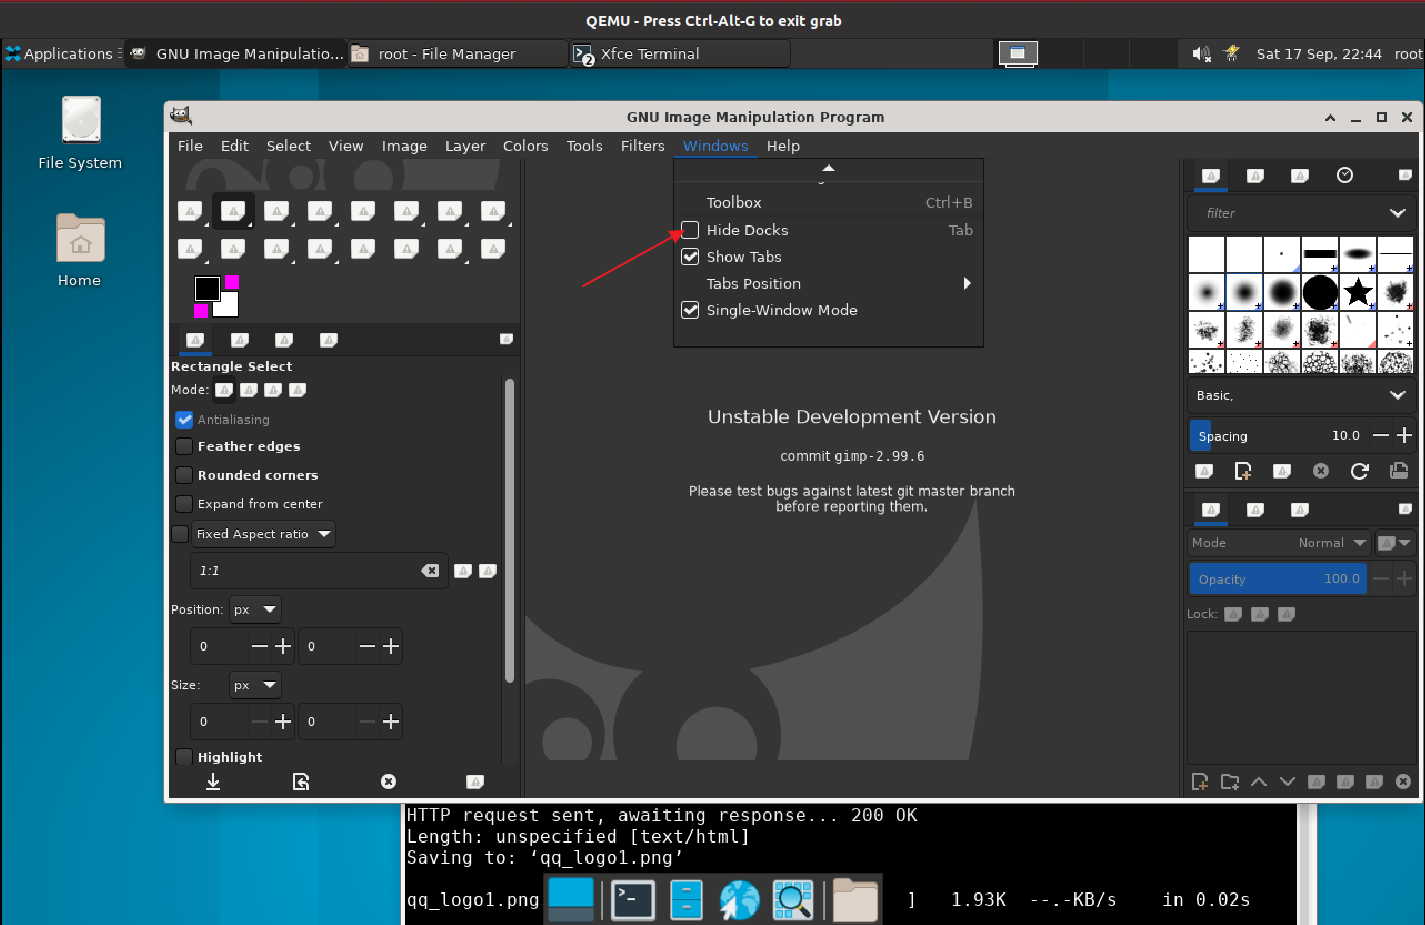 QEMU - Press Ctrl-Alt-G to exit grab
Applications
GNU Image Manipulatio...
root - File Manager
2
Xfce Terminal
Sat 17 Sep, 22:44
root
File System
Home
GNU Image Manipulation Program
File Edit Select View Image Layer Colors Tools Filters Windows Help
Toolbox Ctrl+B
Hide Docks Tab
Show Tabs
Tabs Position
Single-Window Mode
Rectangle Select
Mode:
Antialiasing
Feather edges
Rounded corners
Expand from center
Fixed Aspect ratio
1:1
Position: px
0 0
Size: px
0 0
Highlight
Unstable Development Version
commit gimp-2.99.6
Please test bugs against latest git master branch
before reporting them.
filter
Basic,
Spacing 10.0
Mode Normal
Opacity 100.0
Lock:
HTTP request sent, awaiting response... 200 OK
Length: unspecified [text/html]
Saving to: ‘qq_logo1.png’
qq_logo1.png ] 1.93K --.-KB/s in 0.02s